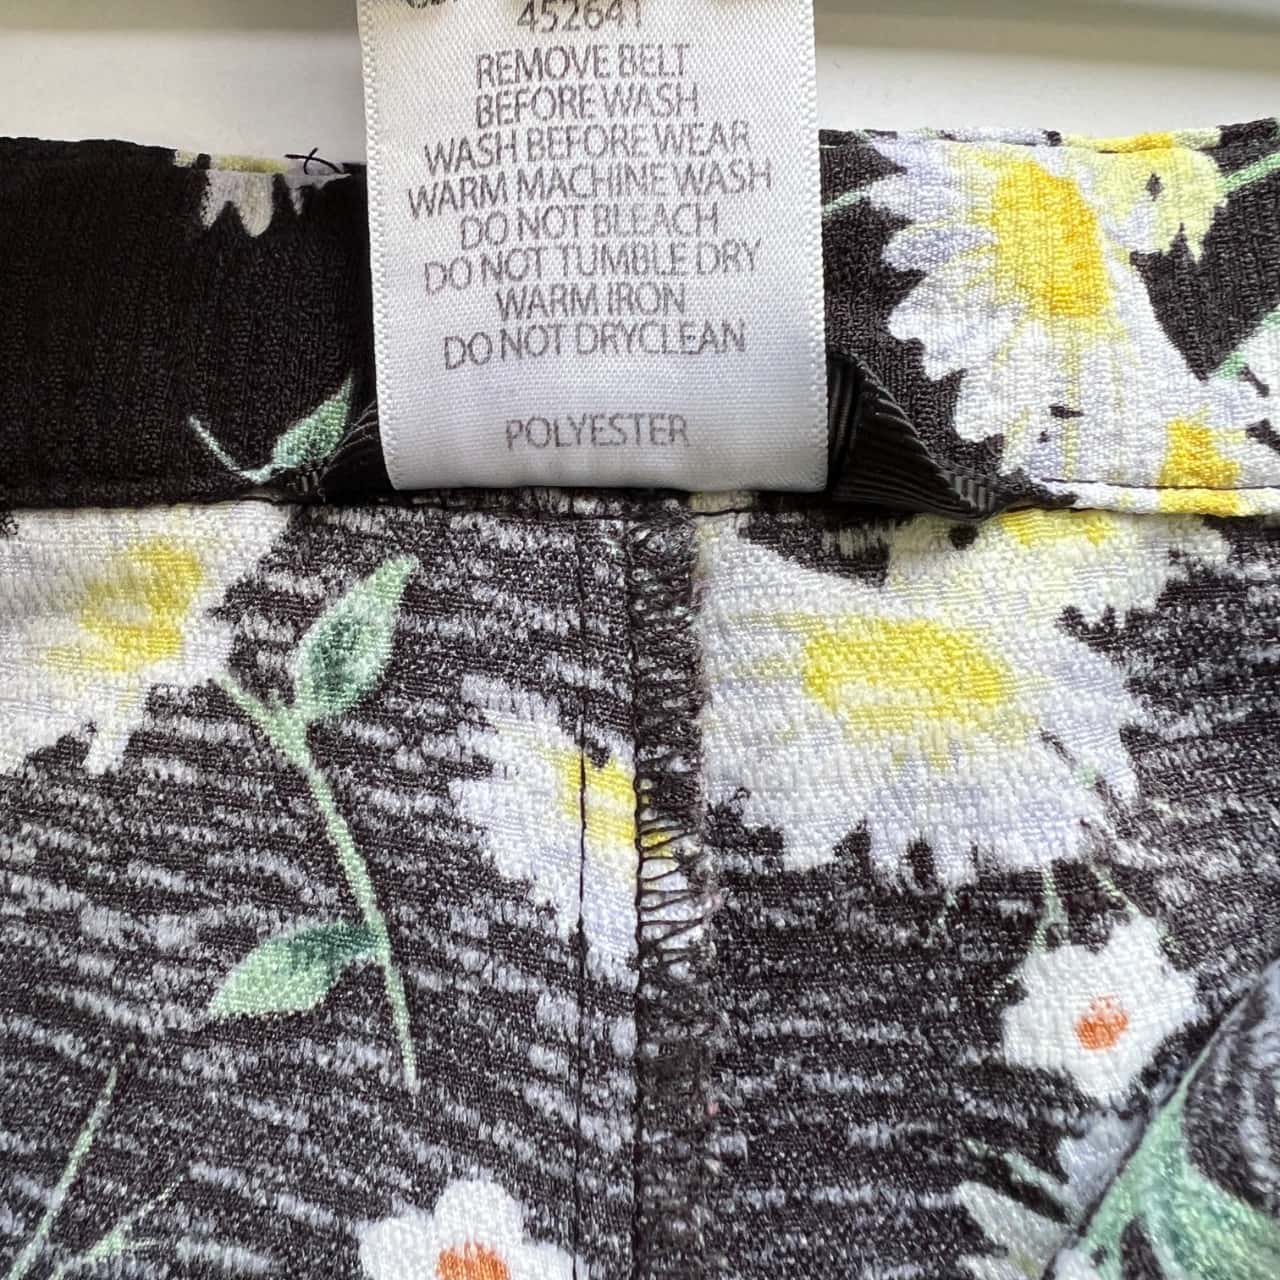 452641
REMOVE BELT
BEFORE WASH
WASH BEFORE WEAR
WARM MACHINE WASH
DO NOT BLEACH
DO NOT TUMBLE DRY
WARM IRON
DO NOT DRYCLEAN
POLYESTER